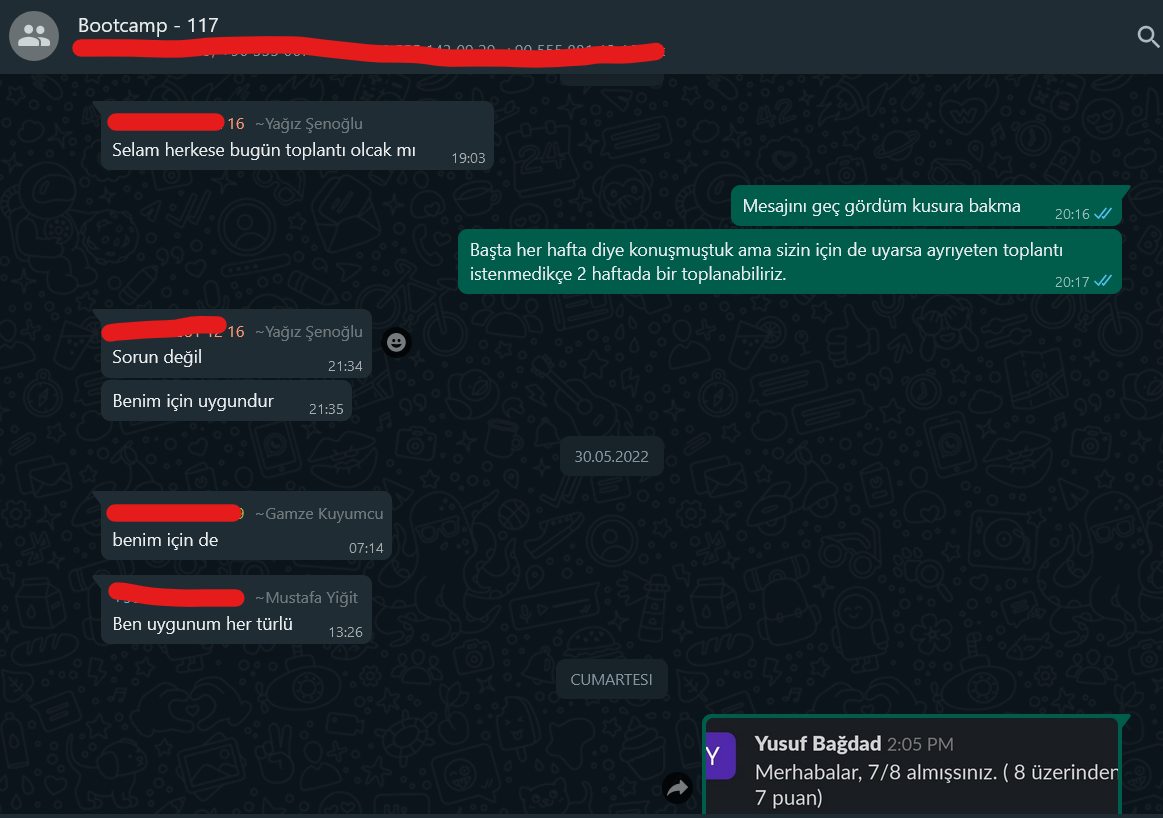 Bootcamp - 117
16 ~Yağız Şenoğlu
Selam herkese bugün toplantı olcak mı
19:03
Mesajını geç gördüm kusura bakma
20:16
Başta her hafta diye konuşmuştuk ama sizin için de uyarsa ayrıyeten toplantı
istenmedikçe 2 haftada bir toplanabiliriz.
20:17
16 ~Yağız Şenoğlu
Sorun değil
21:34
Benim için uygundur
21:35
30.05.2022
~Gamze Kuyumcu
benim için de
07:14
~Mustafa Yiğit
Ben uygunum her türlü
13:26
CUMARTESI
Y
Yusuf Bağdad 2:05 PM
Merhabalar, 7/8 almışsınız. ( 8 üzerinden
7 puan)